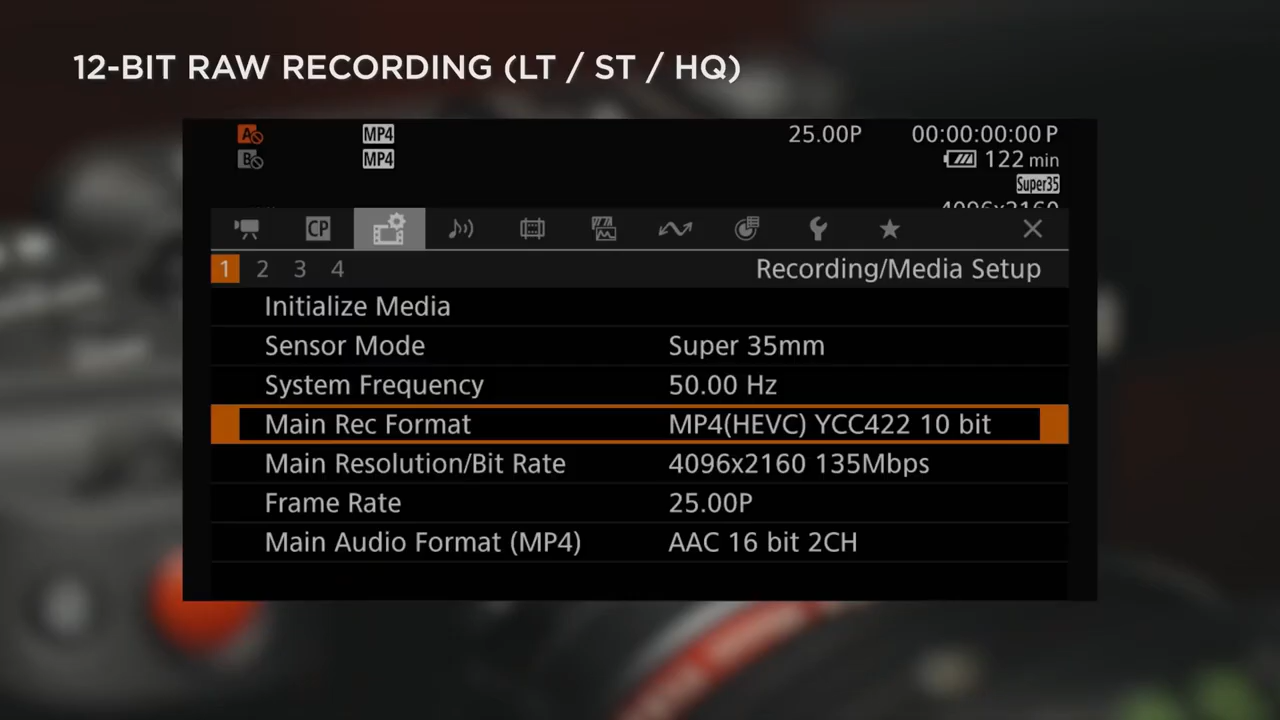 12-BIT RAW RECORDING (LT / ST / HQ)
A MP4 25.00P 00:00:00:00 P
B MP4 122 min
Super35
4096x2160
CP
1 2 3 4 Recording/Media Setup
Initialize Media
Sensor Mode Super 35mm
System Frequency 50.00 Hz
Main Rec Format MP4(HEVC) YCC422 10 bit
Main Resolution/Bit Rate 4096x2160 135Mbps
Frame Rate 25.00P
Main Audio Format (MP4) AAC 16 bit 2CH